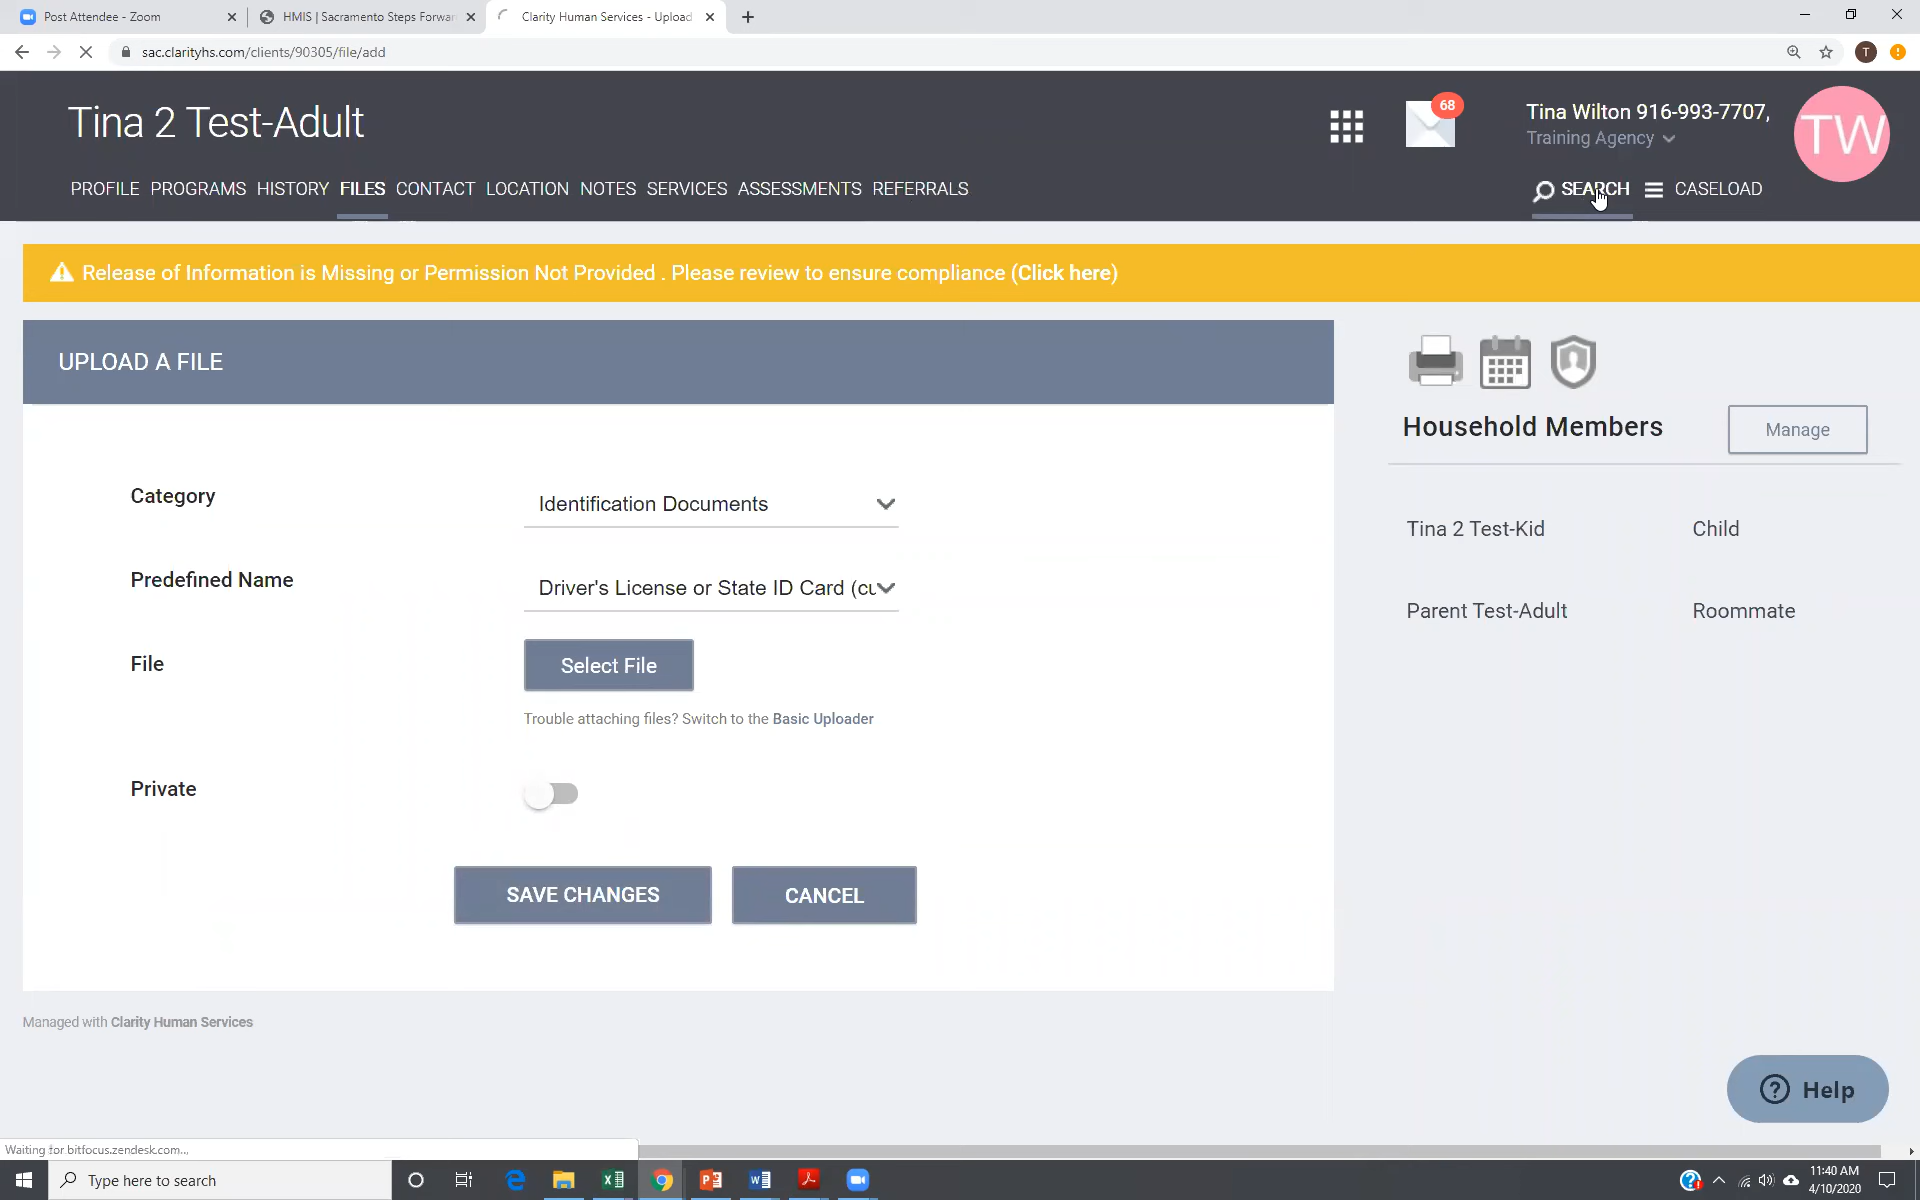 Post Attendee - Zoom
HMIS | Sacramento Steps Forwar
Clarity Human Services - Upload
sac.clarityhs.com/clients/90305/file/add
T
Tina 2 Test-Adult
68
Tina Wilton 916-993-7707,
Training Agency
TW
PROFILE PROGRAMS HISTORY FILES CONTACT LOCATION NOTES SERVICES ASSESSMENTS REFERRALS
SEARCH CASELOAD
Release of Information is Missing or Permission Not Provided . Please review to ensure compliance (Click here)
UPLOAD A FILE
Category
Identification Documents
Predefined Name
Driver's License or State ID Card (cu
File
Select File
Trouble attaching files? Switch to the Basic Uploader
Private
SAVE CHANGES
CANCEL
Household Members
Manage
Tina 2 Test-Kid Child
Parent Test-Adult Roommate
Managed with Clarity Human Services
Help
Waiting for bitfocus.zendesk.com...
Type here to search
11:40 AM
4/10/2020